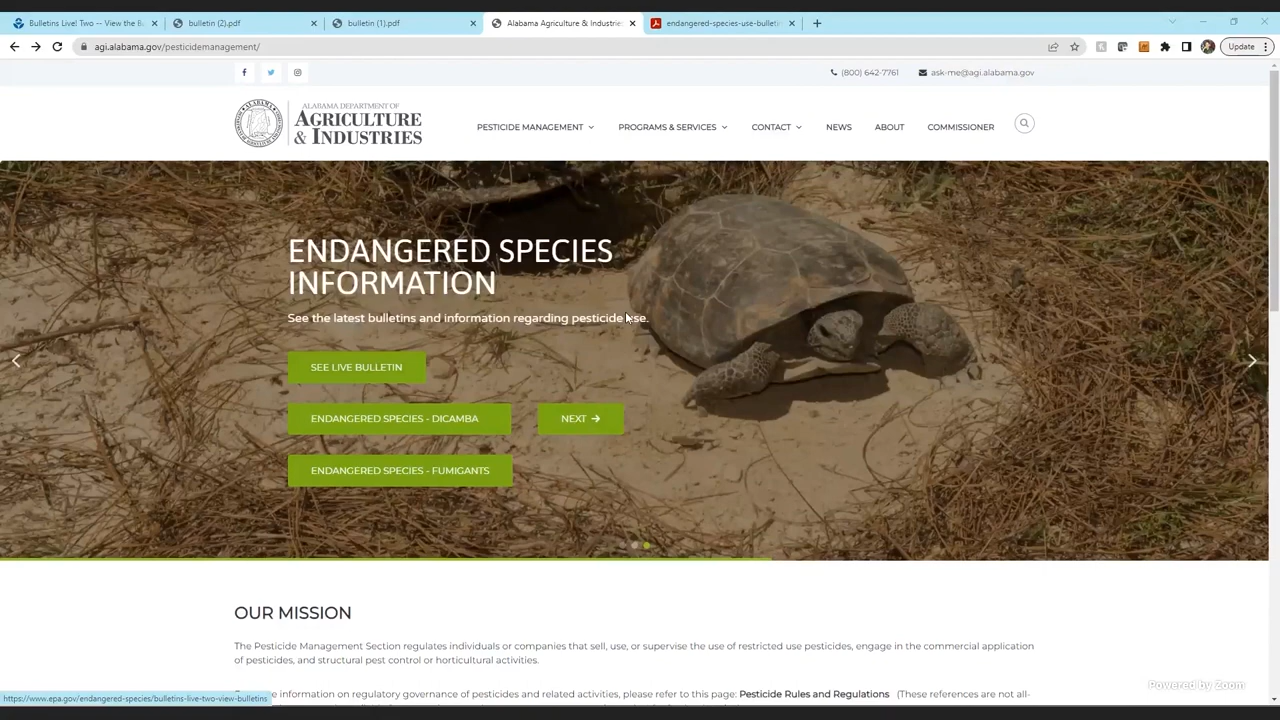 Bulletins Live! Two -- View the Bu
bulletin (2).pdf
bulletin (1).pdf
Alabama Agriculture & Industries
endangered-species-use-bulletin
agi.alabama.gov/pesticidemanagement/
Update
(800) 642-7761
ask-me@agi.alabama.gov
ALABAMA DEPARTMENT OF
AGRICULTURE
& INDUSTRIES
PESTICIDE MANAGEMENT
PROGRAMS & SERVICES
CONTACT
NEWS
ABOUT
COMMISSIONER
ENDANGERED SPECIES
INFORMATION
See the latest bulletins and information regarding pesticide use.
SEE LIVE BULLETIN
ENDANGERED SPECIES - DICAMBA
NEXT →
ENDANGERED SPECIES - FUMIGANTS
OUR MISSION
The Pesticide Management Section regulates individuals or companies that sell, use, or supervise the use of restricted use pesticides, engage in the commercial application
of pesticides, and structural pest control or horticultural activities.
information on regulatory governance of pesticides and related activities, please refer to this page: Pesticide Rules and Regulations (These references are not all-
https://www.epa.gov/endangered-species/bulletins-live-two-view-bulletins
Powered by Zoom